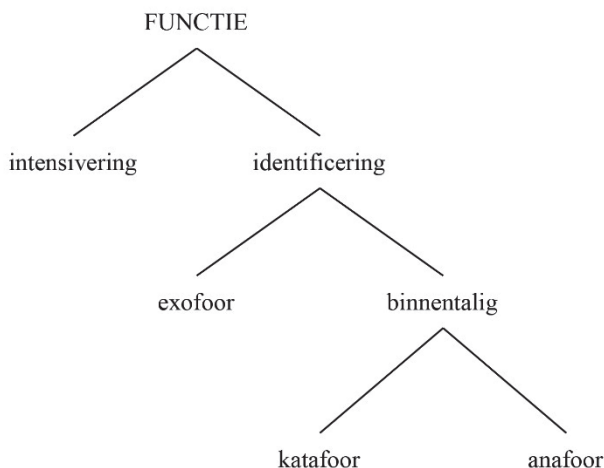 FUNCTIE
intensivering identificering
exofoor binnentalig
katafoor anafoor